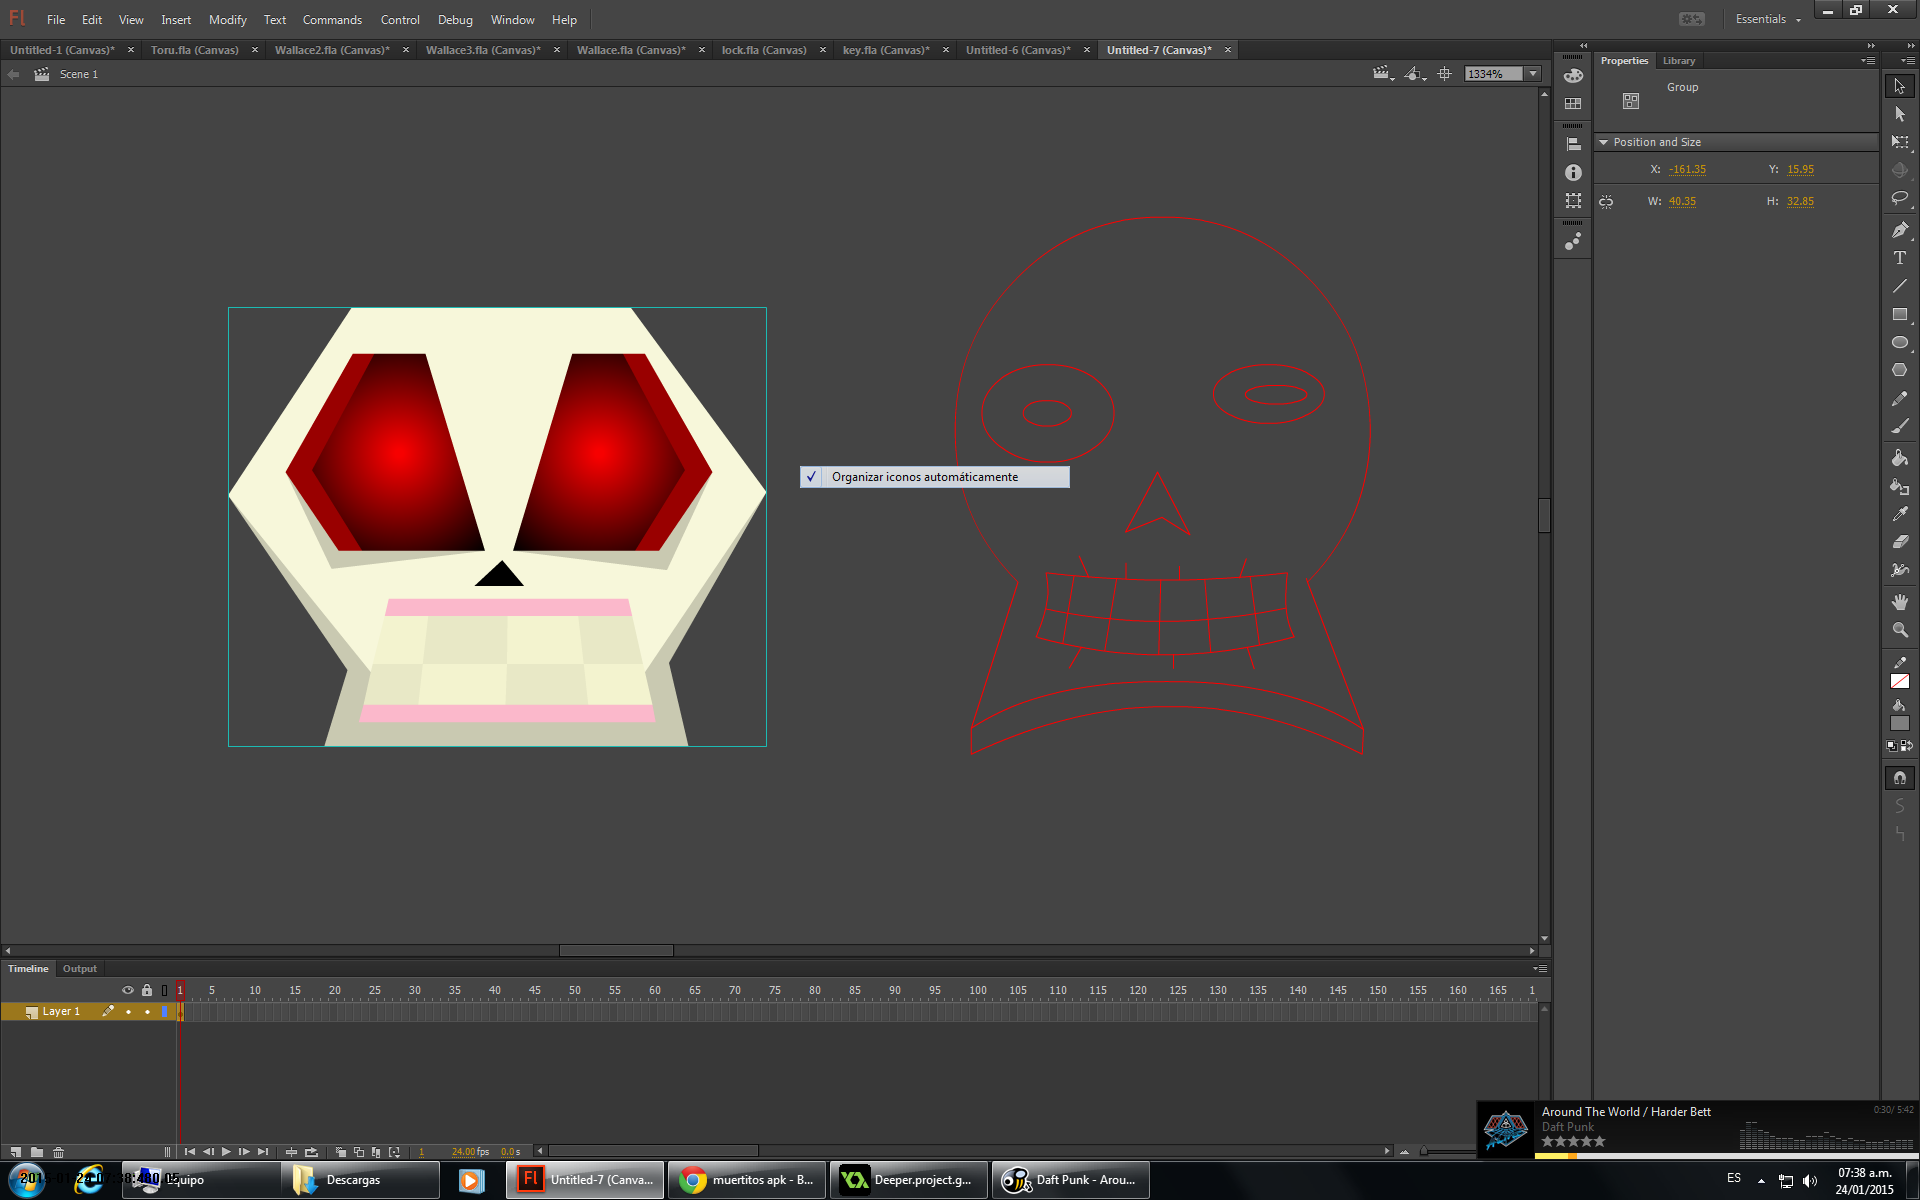 Fl File Edit View Insert Modify Text Commands Control Debug Window Help Essentials
Untitled-1 (Canvas)* Toru.fla (Canvas) Wallace2.fla (Canvas)* Wallace3.fla (Canvas)* Wallace.fla (Canvas)* lock.fla (Canvas) key.fla (Canvas)* Untitled-6 (Canvas)* Untitled-7 (Canvas)*
Scene 1 1334%
Properties Library
Group
Position and Size
X: -161.35 Y: 15.95
W: 40.35 H: 32.85
Organizar iconos automáticamente
Timeline Output
1 5 10 15 20 25 30 35 40 45 50 55 60 65 70 75 80 85 90 95 100 105 110 115 120 125 130 135 140 145 150 155 160 165 1
Layer 1
1 24.00 fps 0.0 s
Around The World / Harder Bett 0:30/ 5:42
Daft Punk
Equipo Descargas Fl Untitled-7 (Canva... muertitos apk - B... Deeper.project.g... Daft Punk - Arou... ES 07:38 a.m.
24/01/2015